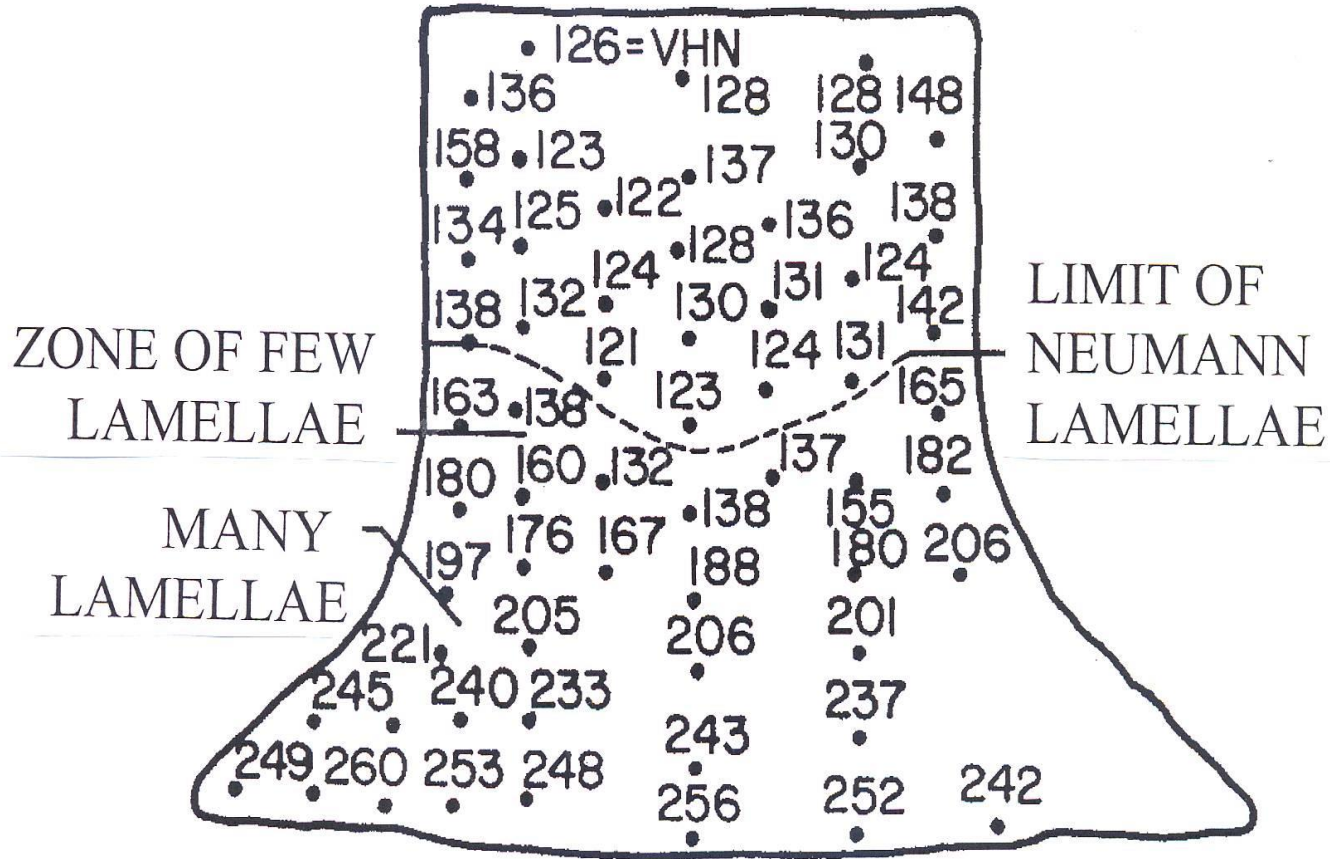 126=VHN
136 128 128 148
158 123 137 130
134 125 122 128 136 138
138 132 124 130 131 124 142
121 123 124 131
163 138 165
180 160 132 138 137 155 182
197 176 167 188 180 206
221 205 206 201
245 240 233 243 237
249 260 253 248 256 252 242
ZONE OF FEW
LAMELLAE
MANY
LAMELLAE
LIMIT OF
NEUMANN
LAMELLAE